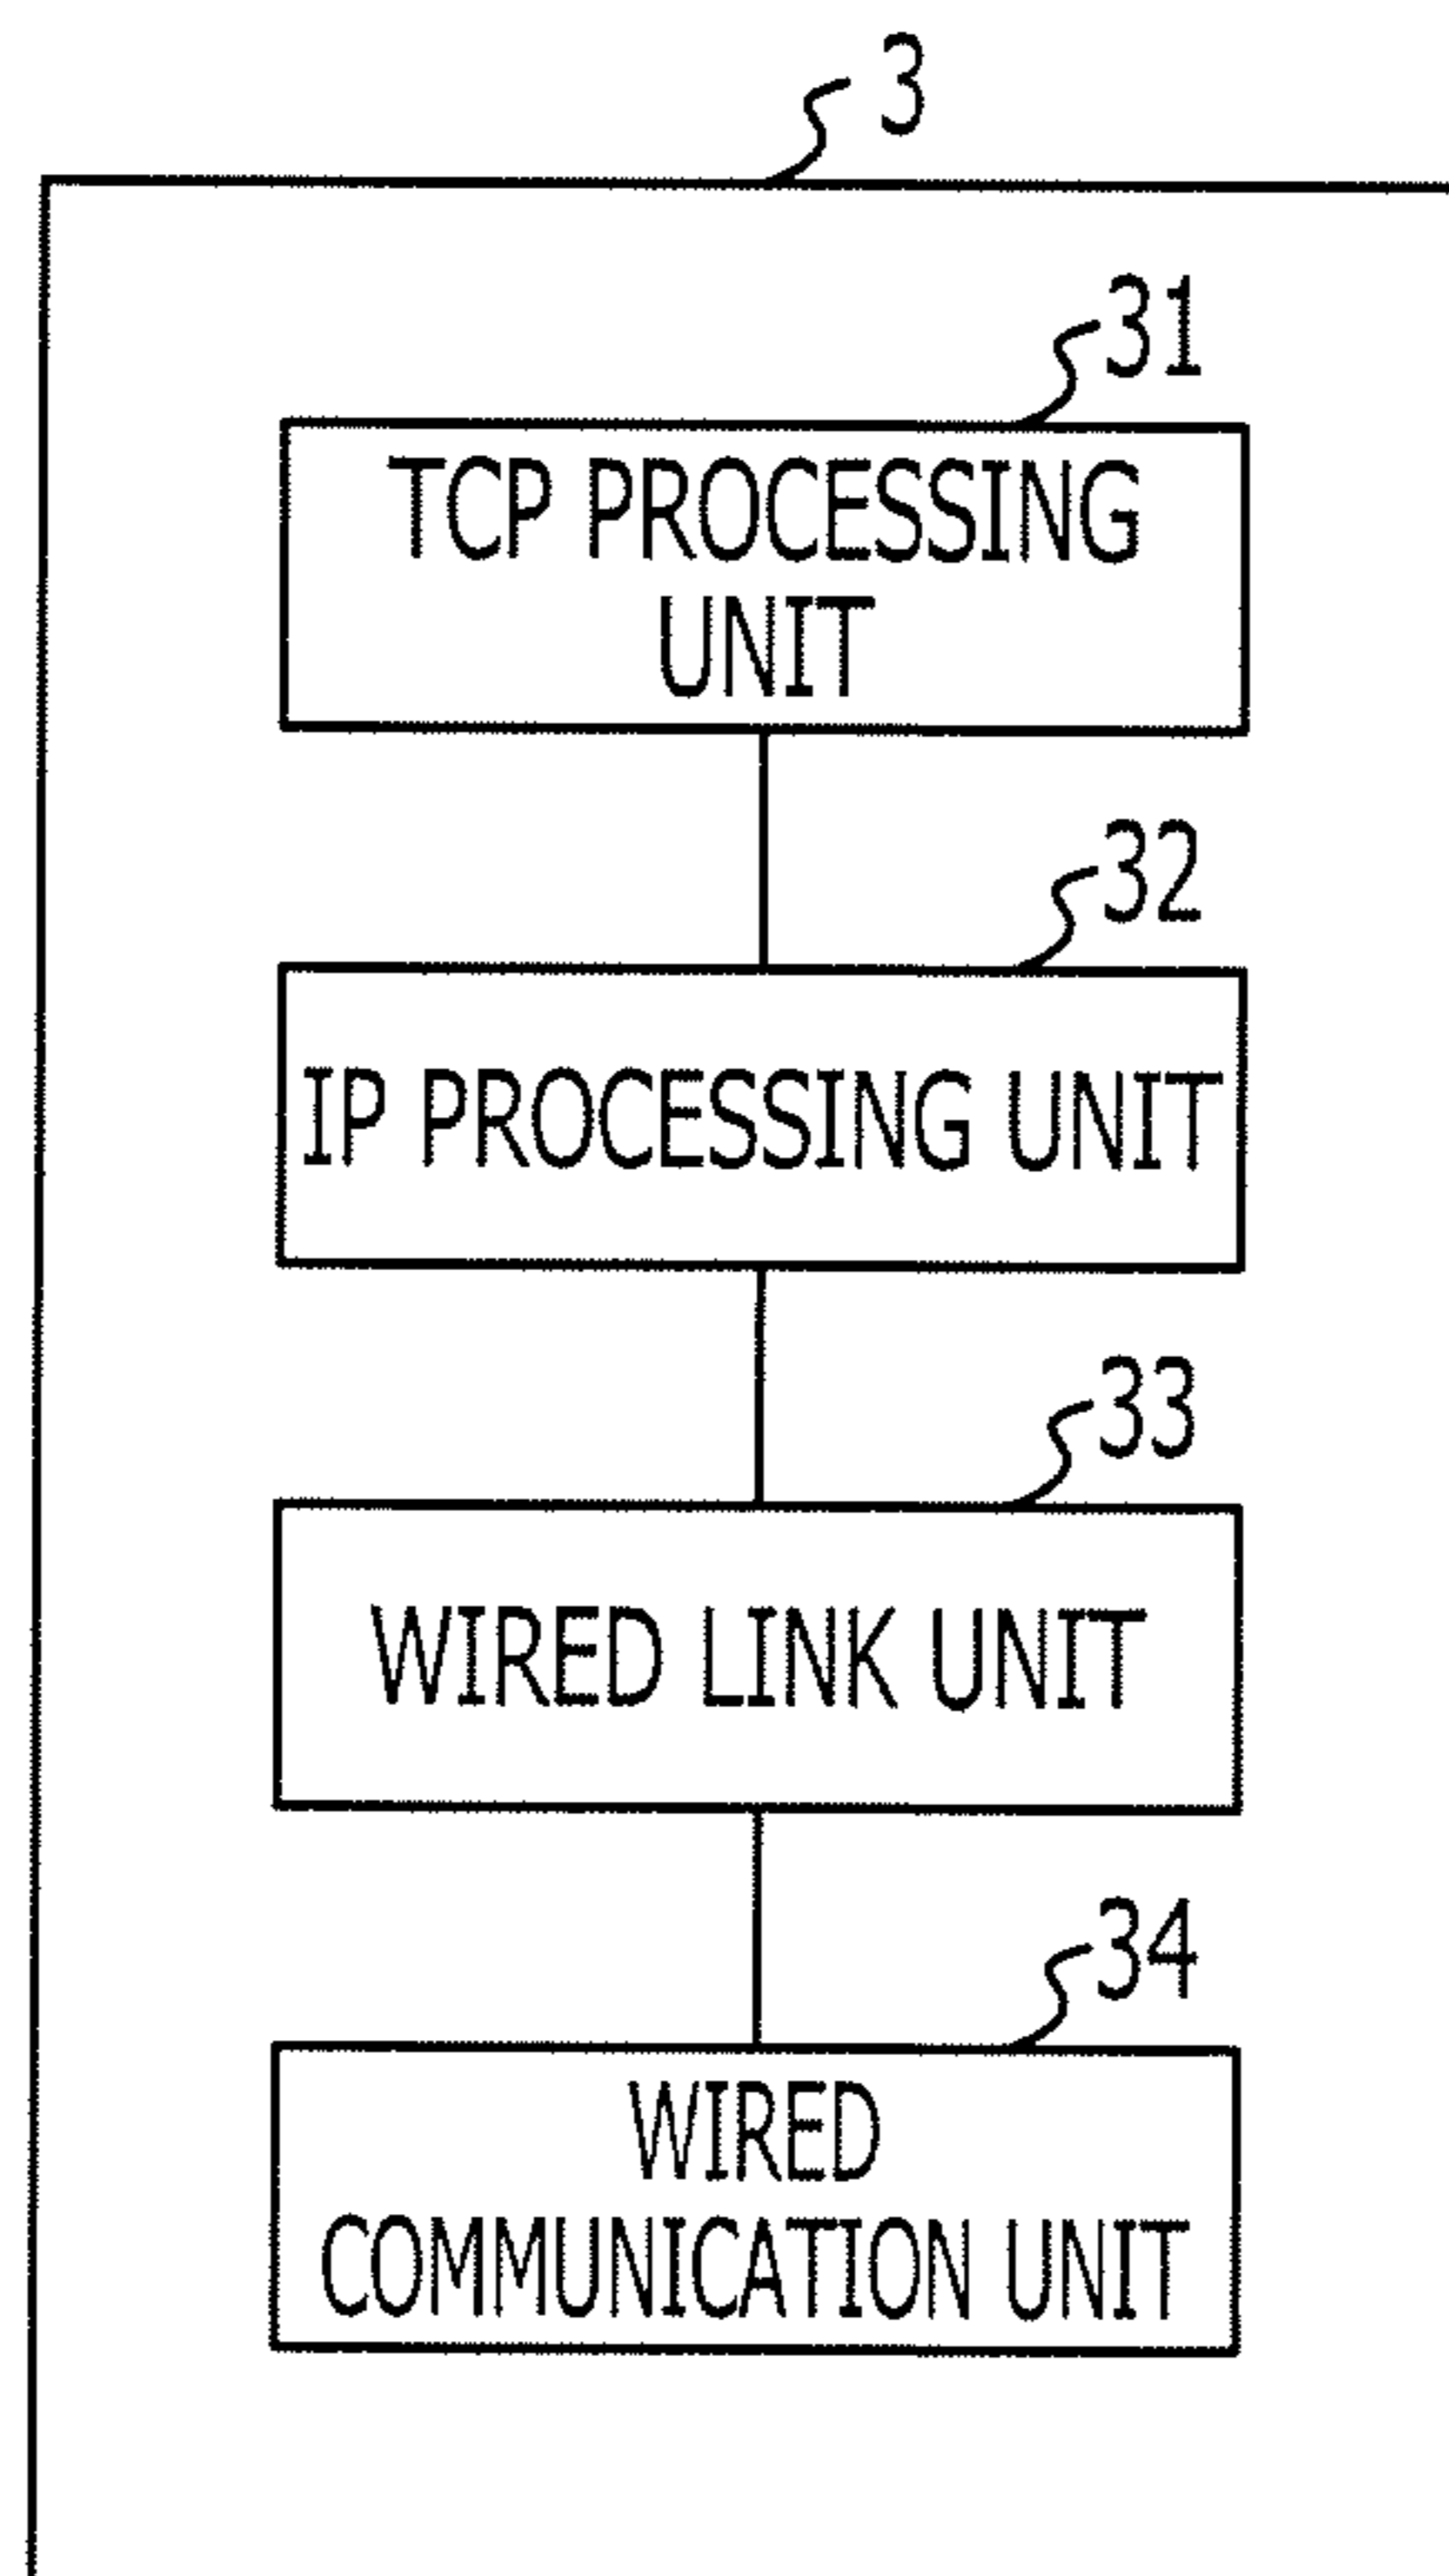 3
31
TCP PROCESSING
UNIT
32
IP PROCESSING UNIT
33
WIRED LINK UNIT
34
WIRED
COMMUNICATION UNIT